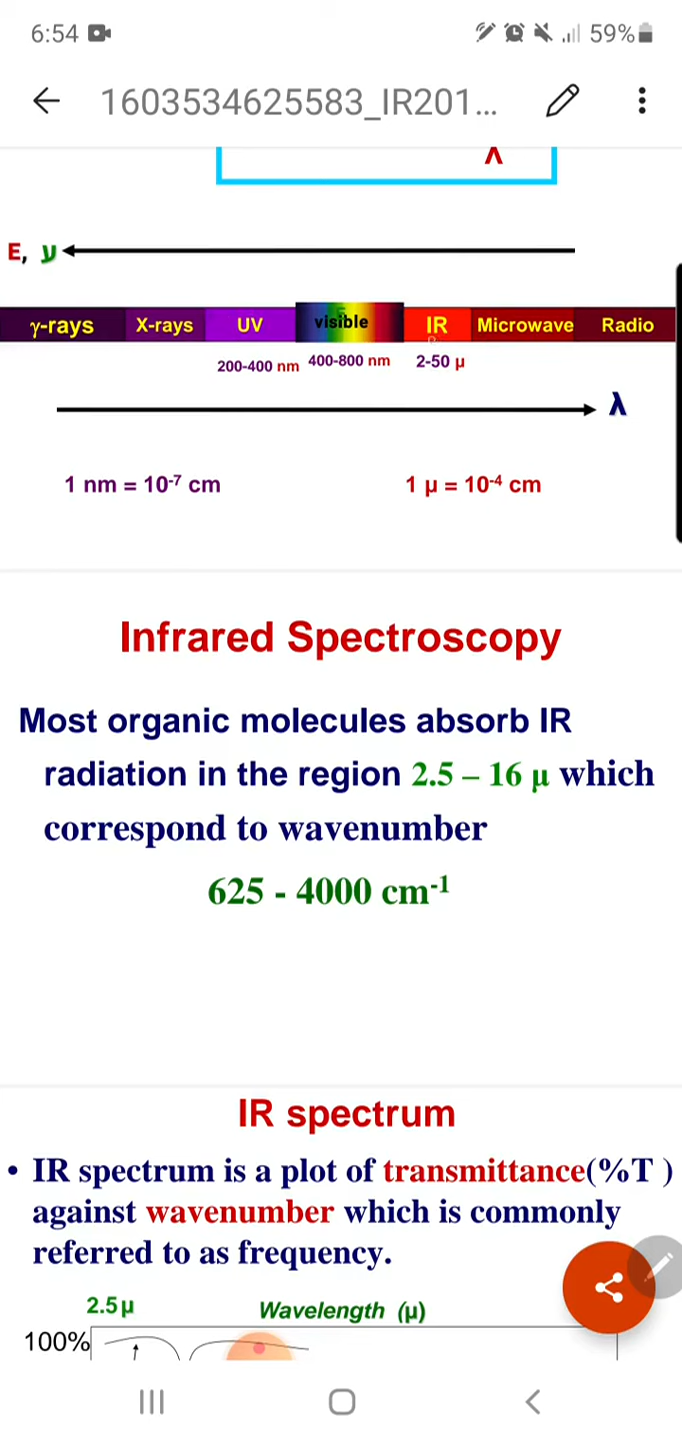 6:54
59%
1603534625583_IR201...
E, ע
γ-rays X-rays UV visible IR Microwave Radio
200-400 nm 400-800 nm 2-50 μ
λ
1 nm = 10⁻⁷ cm 1 μ = 10⁻⁴ cm
Infrared Spectroscopy
Most organic molecules absorb IR
radiation in the region 2.5 – 16 μ which
correspond to wavenumber
625 - 4000 cm⁻¹
IR spectrum
• IR spectrum is a plot of transmittance(%T )
against wavenumber which is commonly
referred to as frequency.
2.5μ Wavelength (μ)
100%